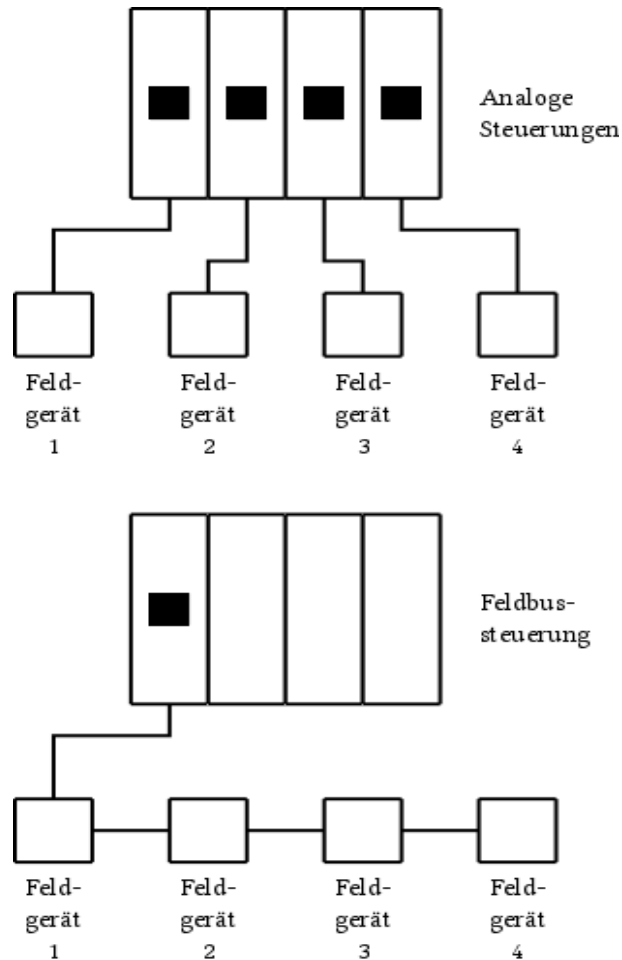 Analoge
Steuerungen
Feld-
gerät
1
Feld-
gerät
2
Feld-
gerät
3
Feld-
gerät
4
Feldbus-
steuerung
Feld-
gerät
1
Feld-
gerät
2
Feld-
gerät
3
Feld-
gerät
4